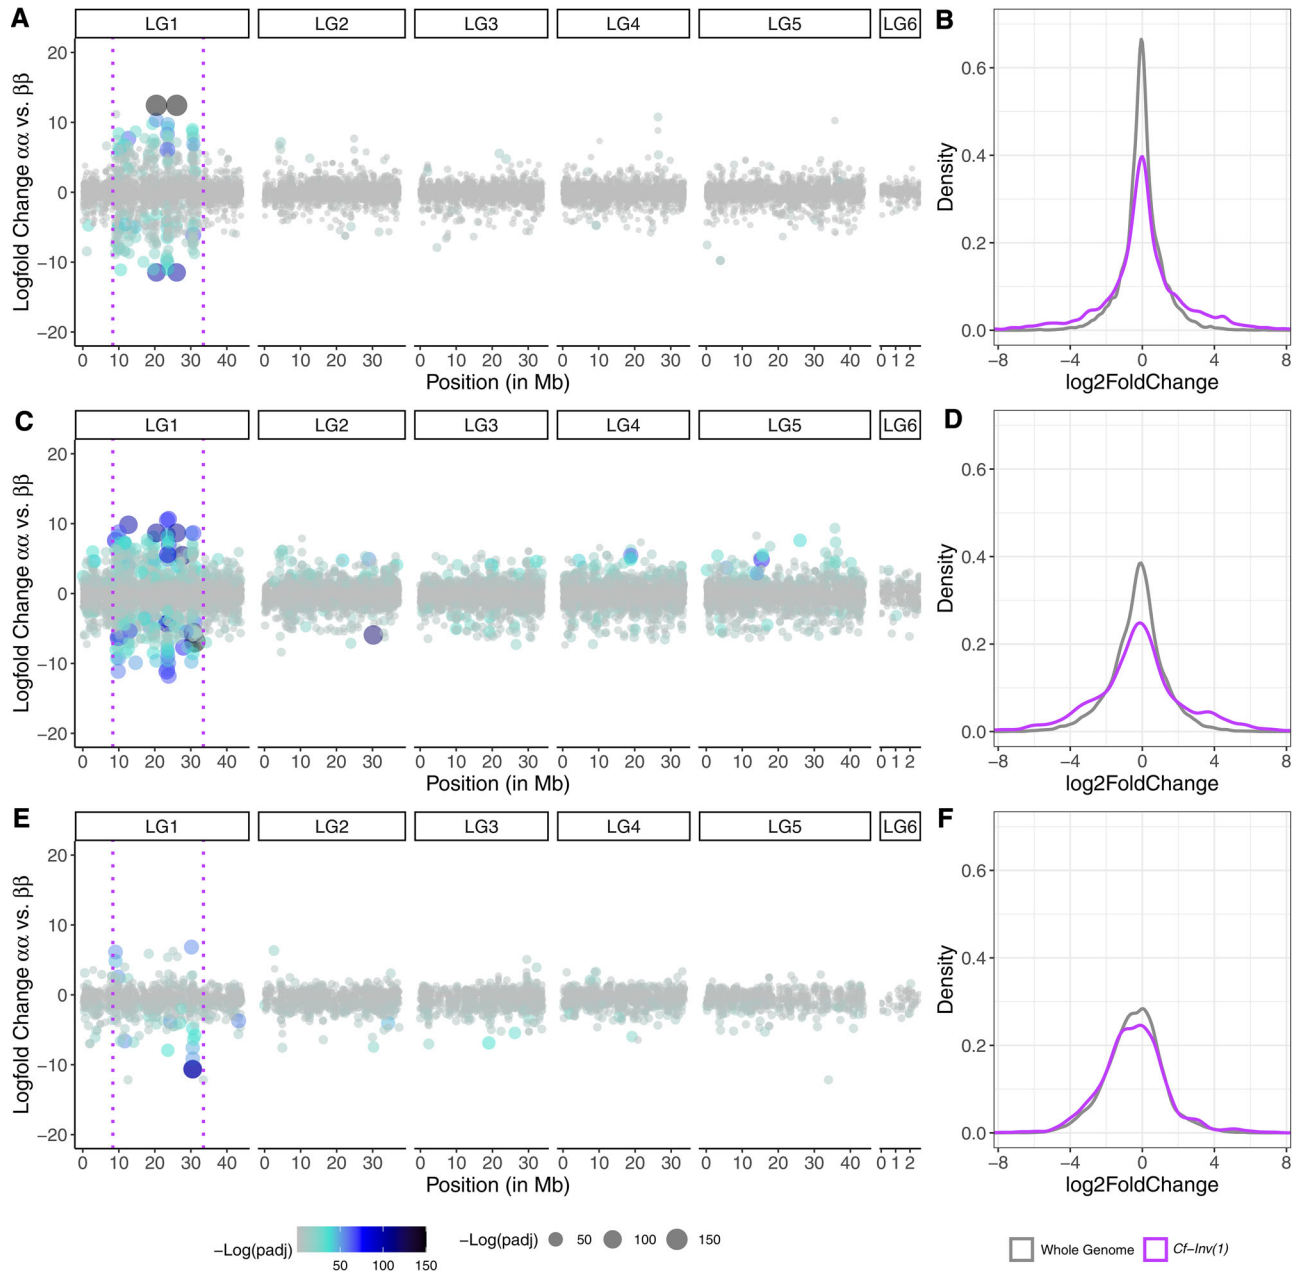 A
LG1 LG2 LG3 LG4 LG5 LG6
B
Logfold Change αα vs. ββ
20
10
0
−10
−20
0 10 20 30 40 0 10 20 30 0 10 20 30 0 10 20 30 0 10 20 30 40 0 1 2
Position (in Mb)
Density
0.6
0.4
0.2
0.0
−8 −4 0 4 8
log2FoldChange
C
LG1 LG2 LG3 LG4 LG5 LG6
D
Logfold Change αα vs. ββ
20
10
0
−10
−20
0 10 20 30 40 0 10 20 30 0 10 20 30 0 10 20 30 0 10 20 30 40 0 1 2
Position (in Mb)
Density
0.6
0.4
0.2
0.0
−8 −4 0 4 8
log2FoldChange
E
LG1 LG2 LG3 LG4 LG5 LG6
F
Logfold Change αα vs. ββ
20
10
0
−10
−20
0 10 20 30 40 0 10 20 30 0 10 20 30 0 10 20 30 0 10 20 30 40 0 1 2
Position (in Mb)
Density
0.6
0.4
0.2
0.0
−8 −4 0 4 8
log2FoldChange
−Log(padj)
50 100 150
−Log(padj) 50 100 150
Whole Genome Cf−Inv(1)